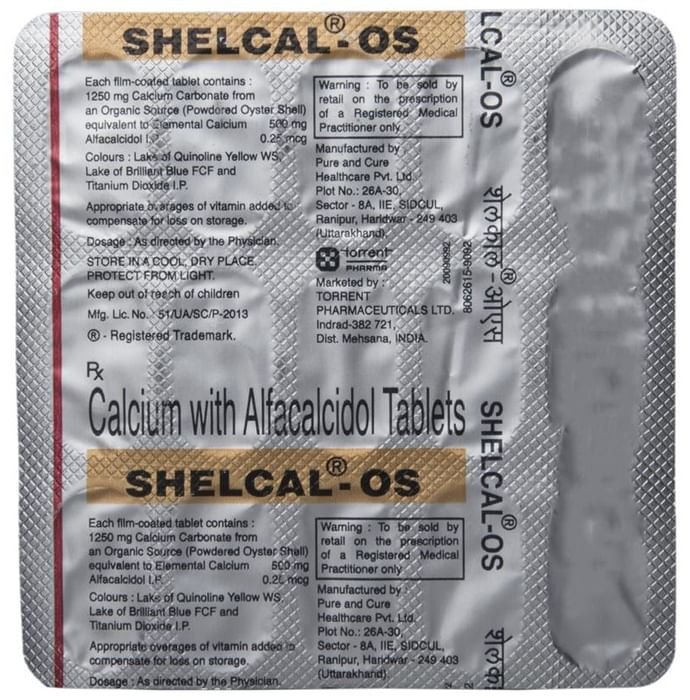 SHELCAL®-OS
Each film-coated tablet contains :
1250 mg Calcium Carbonate from
an Organic Source (Powdered Oyster Shell)
equivalent to Elemental Calcium 500 mg
Alfacalcidol I.P. 0.25 mcg
Colours : Lake of Quinoline Yellow WS,
Lake of Brilliant Blue FCF and
Titanium Dioxide I.P.
Appropriate overages of vitamin added to
compensate for loss on storage.
Dosage : As directed by the Physician.
STORE IN A COOL, DRY PLACE.
PROTECT FROM LIGHT.
Keep out of reach of children
Mfg. Lic. No. : 51/UA/SC/P-2013
® - Registered Trademark.
Warning : To be sold by
retail on the prescription
of a Registered Medical
Practitioner only
Manufactured by
Pure and Cure
Healthcare Pvt. Ltd.
Plot No.: 26A-30,
Sector - 8A, IIE, SIDCUL,
Ranipur, Haridwar - 249 403
(Uttarakhand).
torrent
PHARMA
Marketed by :
TORRENT
PHARMACEUTICALS LTD.
Indrad-382 721,
Dist. Mehsana, INDIA.
8062615-9092
LCAL®-OS
शेलकाल®-ओएस
Rx
Calcium with Alfacalcidol Tablets
SHELCAL®-OS
SHELCAL®-OS
Each film-coated tablet contains :
1250 mg Calcium Carbonate from
an Organic Source (Powdered Oyster Shell)
equivalent to Elemental Calcium 500 mg
Alfacalcidol I.P. 0.25 mcg
Colours : Lake of Quinoline Yellow WS,
Lake of Brilliant Blue FCF and
Titanium Dioxide I.P.
Appropriate overages of vitamin added to
compensate for loss on storage.
Dosage : As directed by the Physician.
Warning : To be sold by
retail on the prescription
of a Registered Medical
Practitioner only
Manufactured by
Pure and Cure
Healthcare Pvt. Ltd.
Plot No.: 26A-30,
Sector - 8A, IIE, SIDCUL,
Ranipur, Haridwar - 249 403
(Uttarakhand).
शेलक